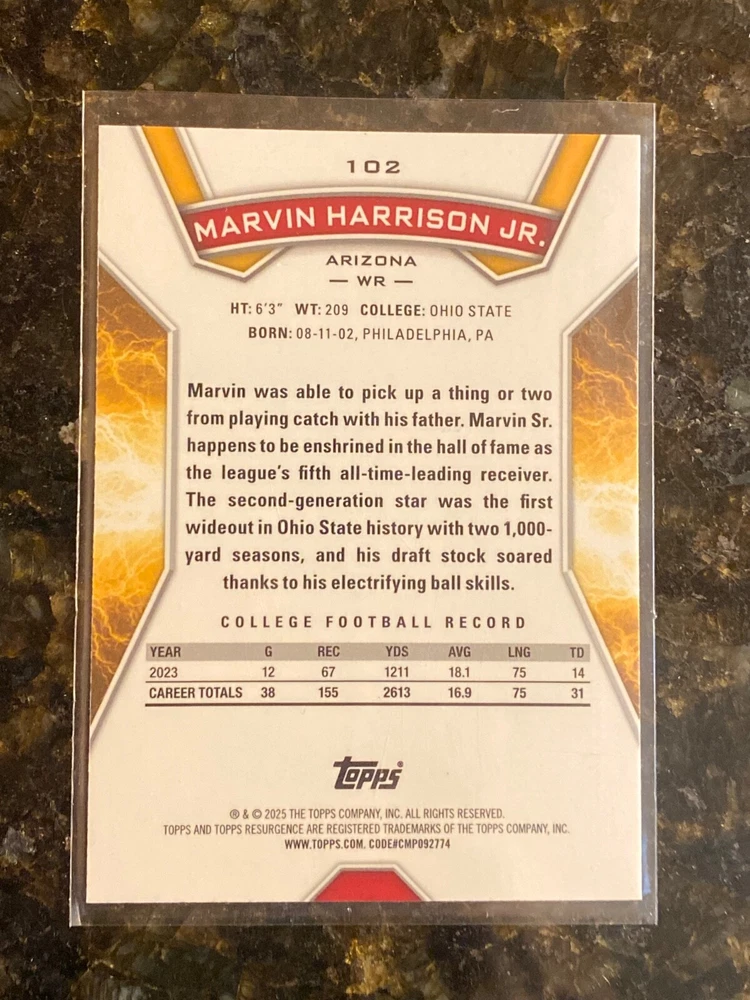 102
MARVIN HARRISON JR.
ARIZONA
— WR —
HT: 6'3" WT: 209 COLLEGE: OHIO STATE
BORN: 08-11-02, PHILADELPHIA, PA
Marvin was able to pick up a thing or two
from playing catch with his father. Marvin Sr.
happens to be enshrined in the hall of fame as
the league's fifth all-time-leading receiver.
The second-generation star was the first
wideout in Ohio State history with two 1,000-
yard seasons, and his draft stock soared
thanks to his electrifying ball skills.
COLLEGE FOOTBALL RECORD
YEAR G REC YDS AVG LNG TD
2023 12 67 1211 18.1 75 14
CAREER TOTALS 38 155 2613 16.9 75 31
Topps®
® & © 2025 THE TOPPS COMPANY, INC. ALL RIGHTS RESERVED.
TOPPS AND TOPPS RESURGENCE ARE REGISTERED TRADEMARKS OF THE TOPPS COMPANY, INC.
WWW.TOPPS.COM. CODE#CMP092774